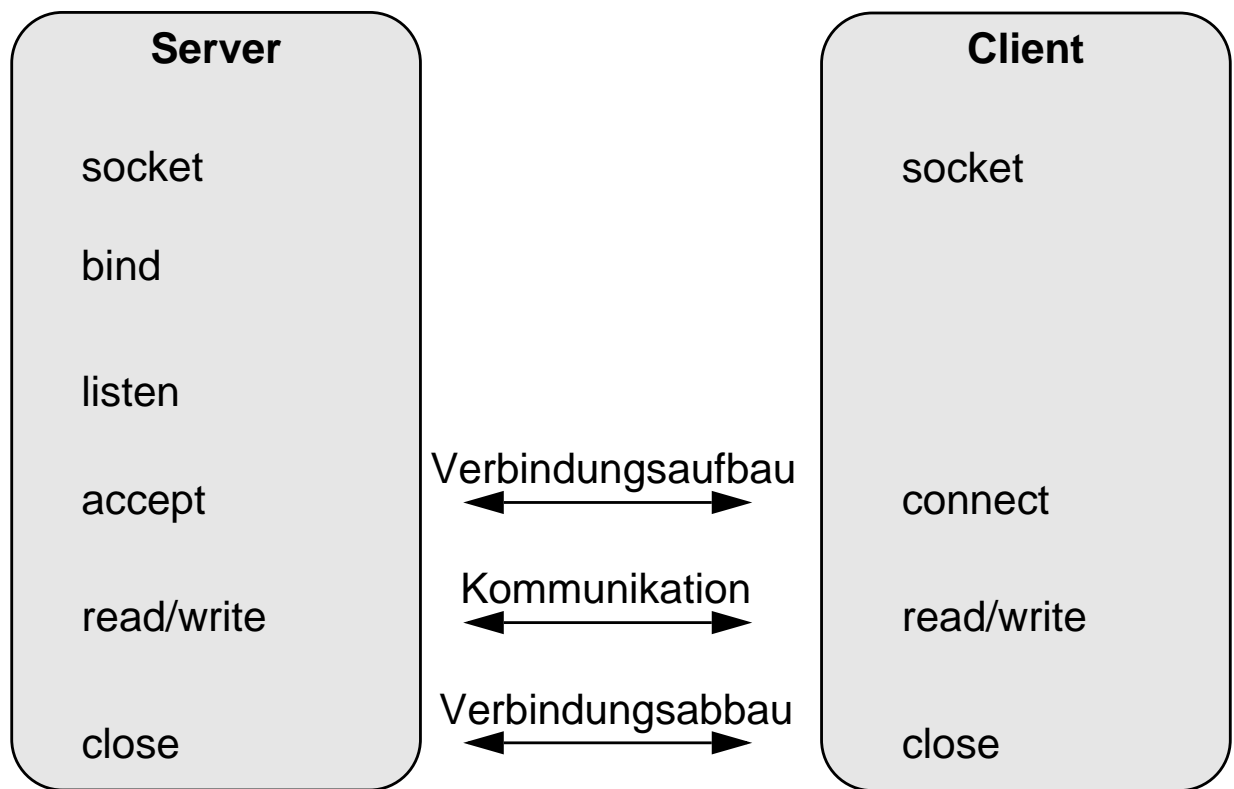 Server
socket
bind
listen
accept
read/write
close
Verbindungsaufbau
Kommunikation
Verbindungsabbau
Client
socket
connect
read/write
close